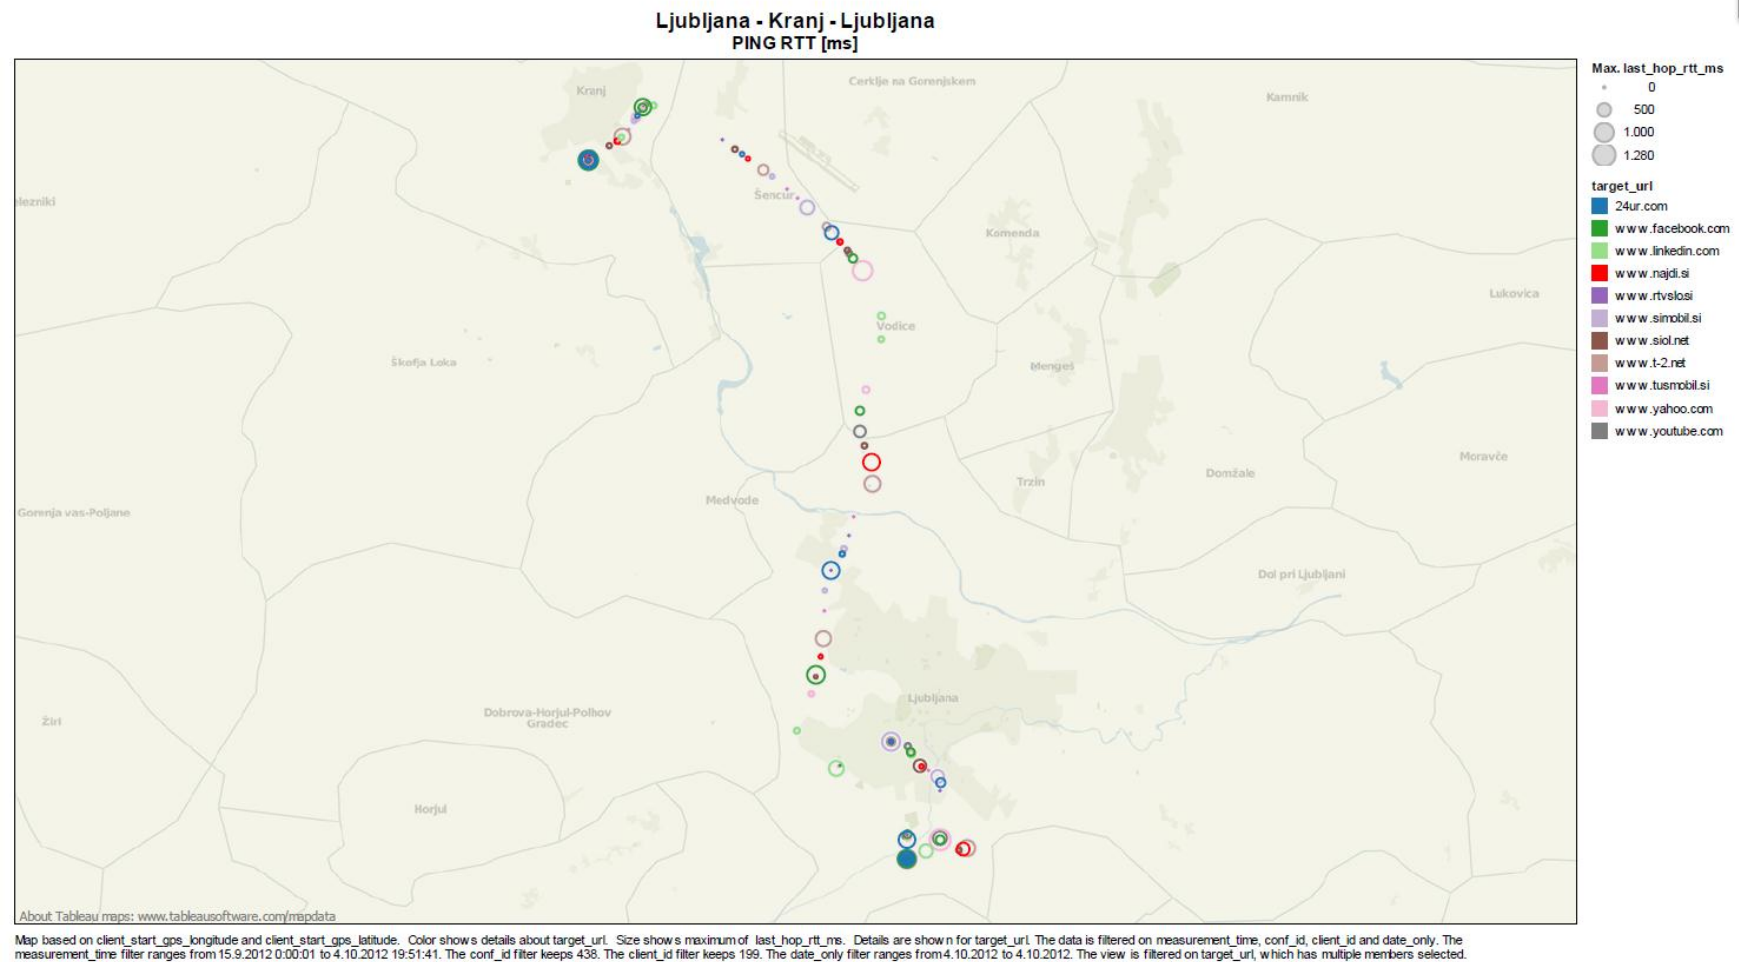 Ljubljana - Kranj - Ljubljana
PING RTT [ms]
Cerklje na Gorenjskem
Kranj
Kamnik
Šenčur
elezniki
Komenda
Lukovica
Vodice
Škofja Loka
Mengeš
Moravče
Domžale
Trzin
Medvode
Gorenja vas-Poljane
Dol pri Ljubljani
Ljubljana
Dobrova-Horjul-Polhov
Gradec
Žiri
Horjul
About Tableau maps: www.tableausoftware.com/mapdata
Max. last_hop_rtt_ms
0
500
1.000
1.280
target_url
24ur.com
www.facebook.com
www.linkedin.com
www.najdi.si
www.rtvslo.si
www.simobil.si
www.siol.net
www.t-2.net
www.tusmobil.si
www.yahoo.com
www.youtube.com
Map based on client_start_gps_longitude and client_start_gps_latitude. Color shows details about target_url. Size shows maximum of last_hop_rtt_ms. Details are shown for target_url. The data is filtered on measurement_time, conf_id, client_id and date_only. The
measurement_time filter ranges from 15.9.2012 0:00:01 to 4.10.2012 19:51:41. The conf_id filter keeps 438. The client_id filter keeps 199. The date_only filter ranges from 4.10.2012 to 4.10.2012. The view is filtered on target_url, which has multiple members selected.